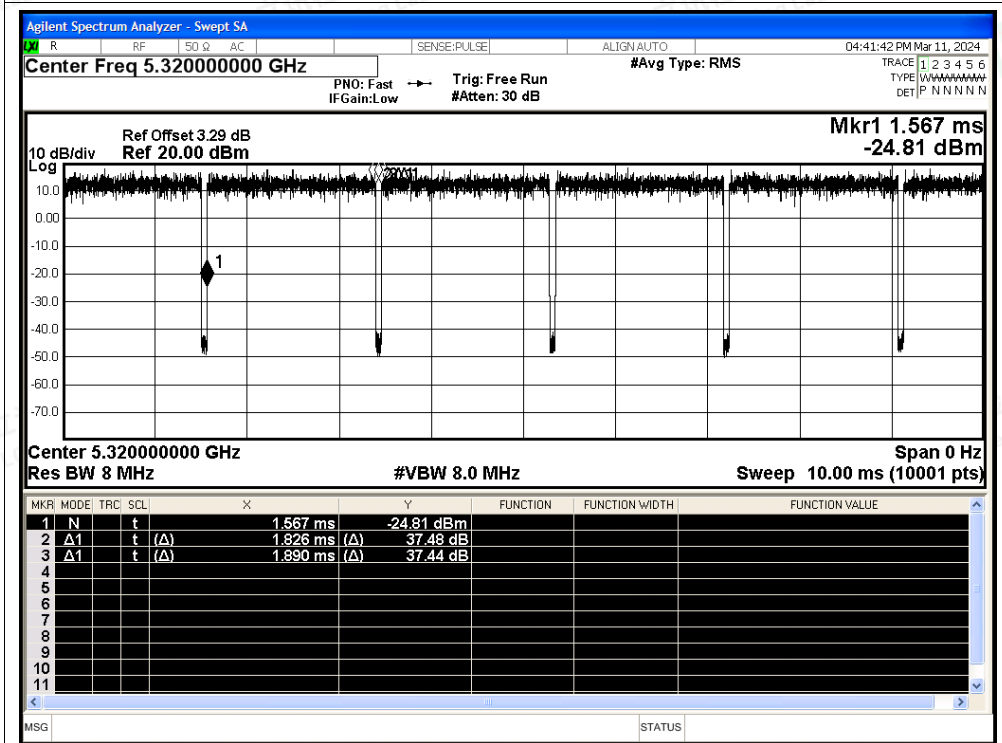 Agilent Spectrum Analyzer - Swept SA
LXI R RF 50 Ω AC SENSE:PULSE ALIGN AUTO 04:41:42 PM Mar 11, 2024
Center Freq 5.320000000 GHz #Avg Type: RMS TRACE 1 2 3 4 5 6
PNO: Fast Trig: Free Run TYPE WWWWWW
IFGain:Low #Atten: 30 dB DET P N N N N N
Mkr1 1.567 ms
Ref Offset 3.29 dB
10 dB/div Ref 20.00 dBm -24.81 dBm
Log
10.0
0.00
-10.0
1
-20.0
-30.0
-40.0
-50.0
-60.0
-70.0
Center 5.320000000 GHz Span 0 Hz
Res BW 8 MHz #VBW 8.0 MHz Sweep 10.00 ms (10001 pts)
MKR MODE TRC SCL X Y FUNCTION FUNCTION WIDTH FUNCTION VALUE
1 N t 1.567 ms -24.81 dBm
2 Δ1 t (Δ) 1.826 ms (Δ) 37.48 dB
3 Δ1 t (Δ) 1.890 ms (Δ) 37.44 dB
4
5
6
7
8
9
10
11
MSG STATUS